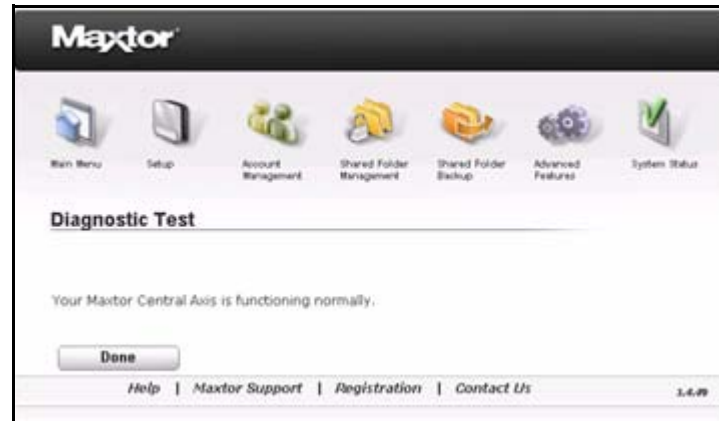 Maxtor
Main Menu
Setup
Account Management
Shared Folder Management
Shared Folder Backup
Advanced Features
System Status
Diagnostic Test
Your Maxtor Central Axis is functioning normally.
Done
Help | Maxtor Support | Registration | Contact Us